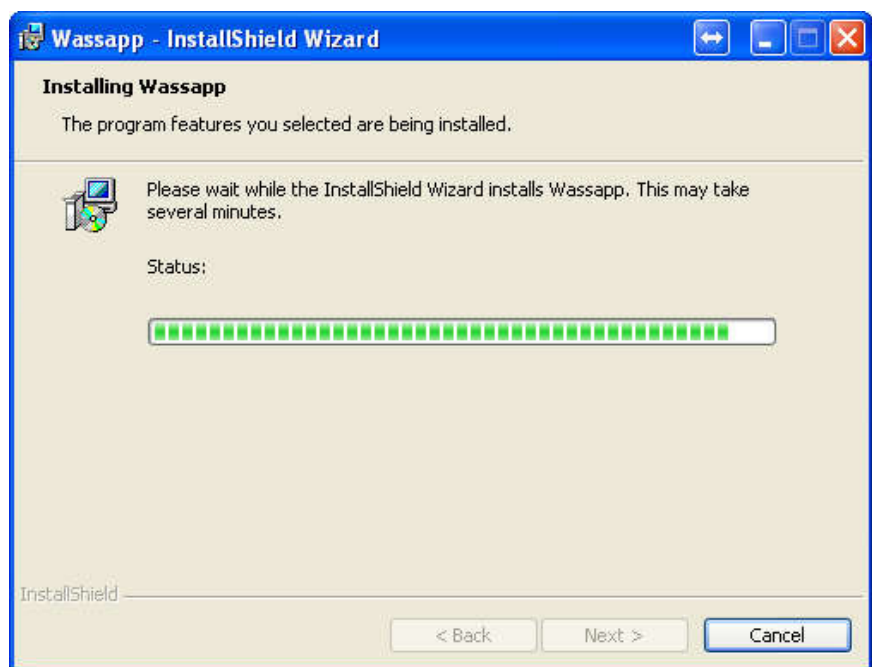 Wassapp - InstallShield Wizard
Installing Wassapp
The program features you selected are being installed.
Please wait while the InstallShield Wizard installs Wassapp. This may take
several minutes.
Status:
InstallShield
< Back Next > Cancel